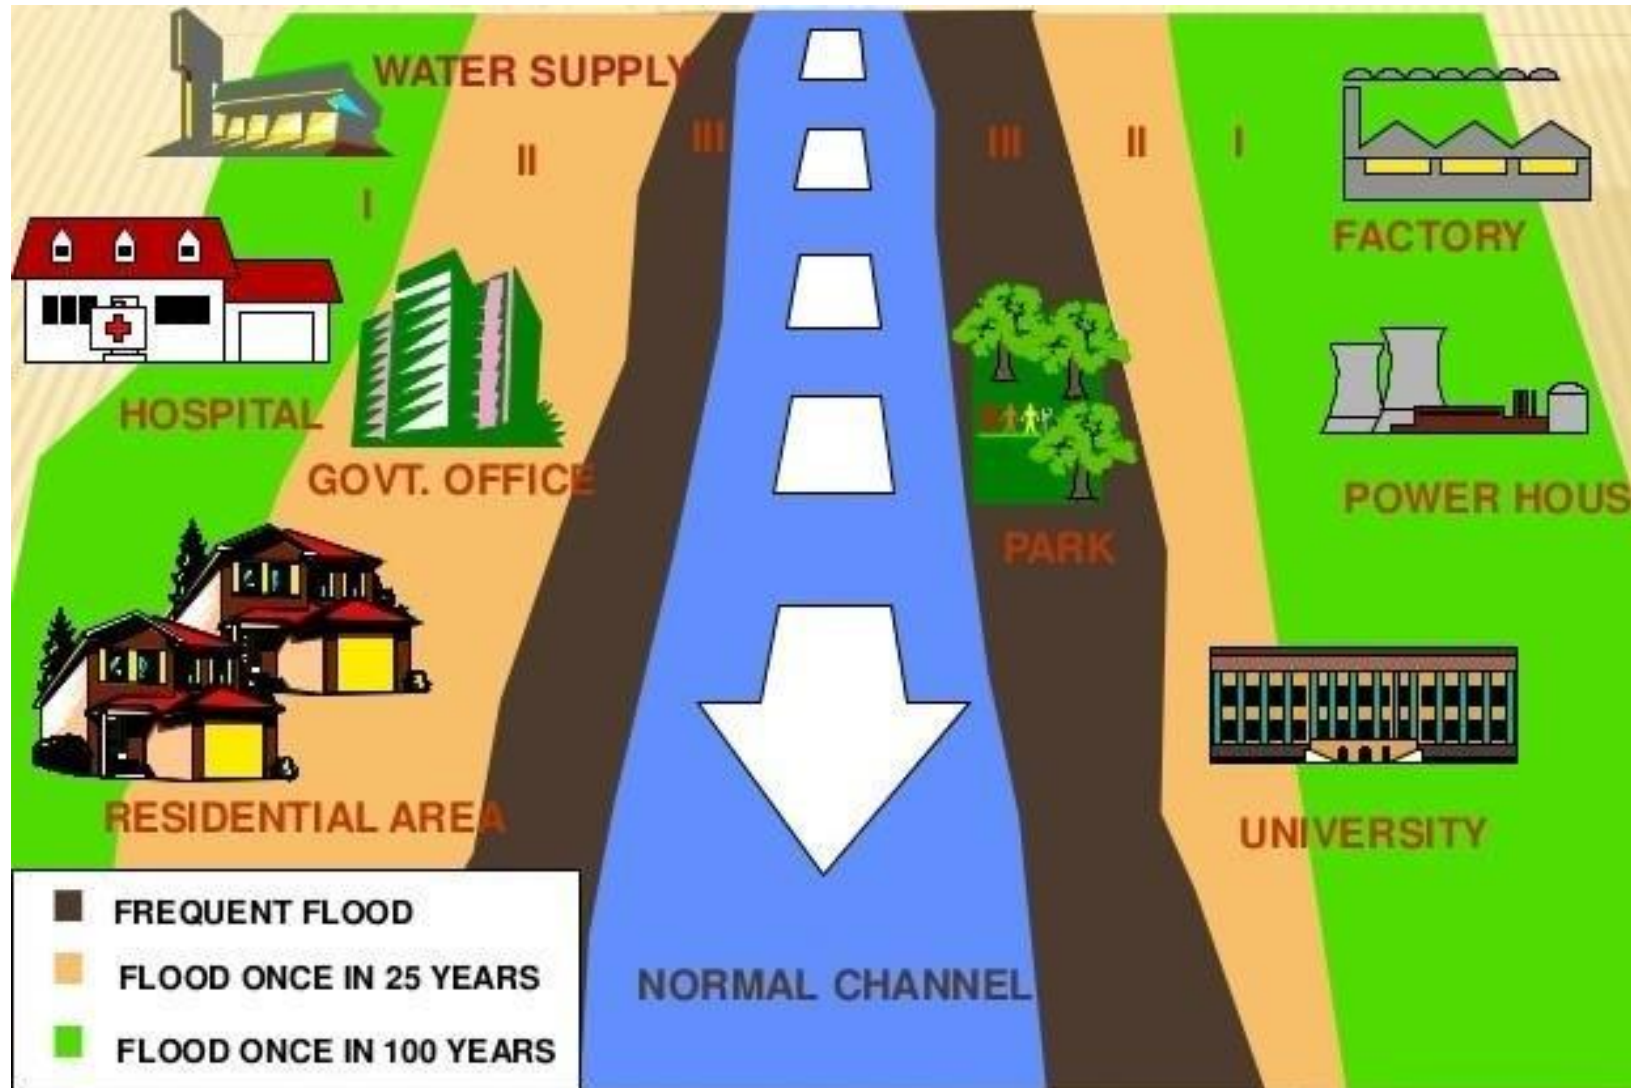 WATER SUPPLY
III
III
II
II
I
I
FACTORY
HOSPITAL
GOVT. OFFICE
POWER HOUS
PARK
RESIDENTIAL AREA
UNIVERSITY
FREQUENT FLOOD
FLOOD ONCE IN 25 YEARS
NORMAL CHANNEL
FLOOD ONCE IN 100 YEARS